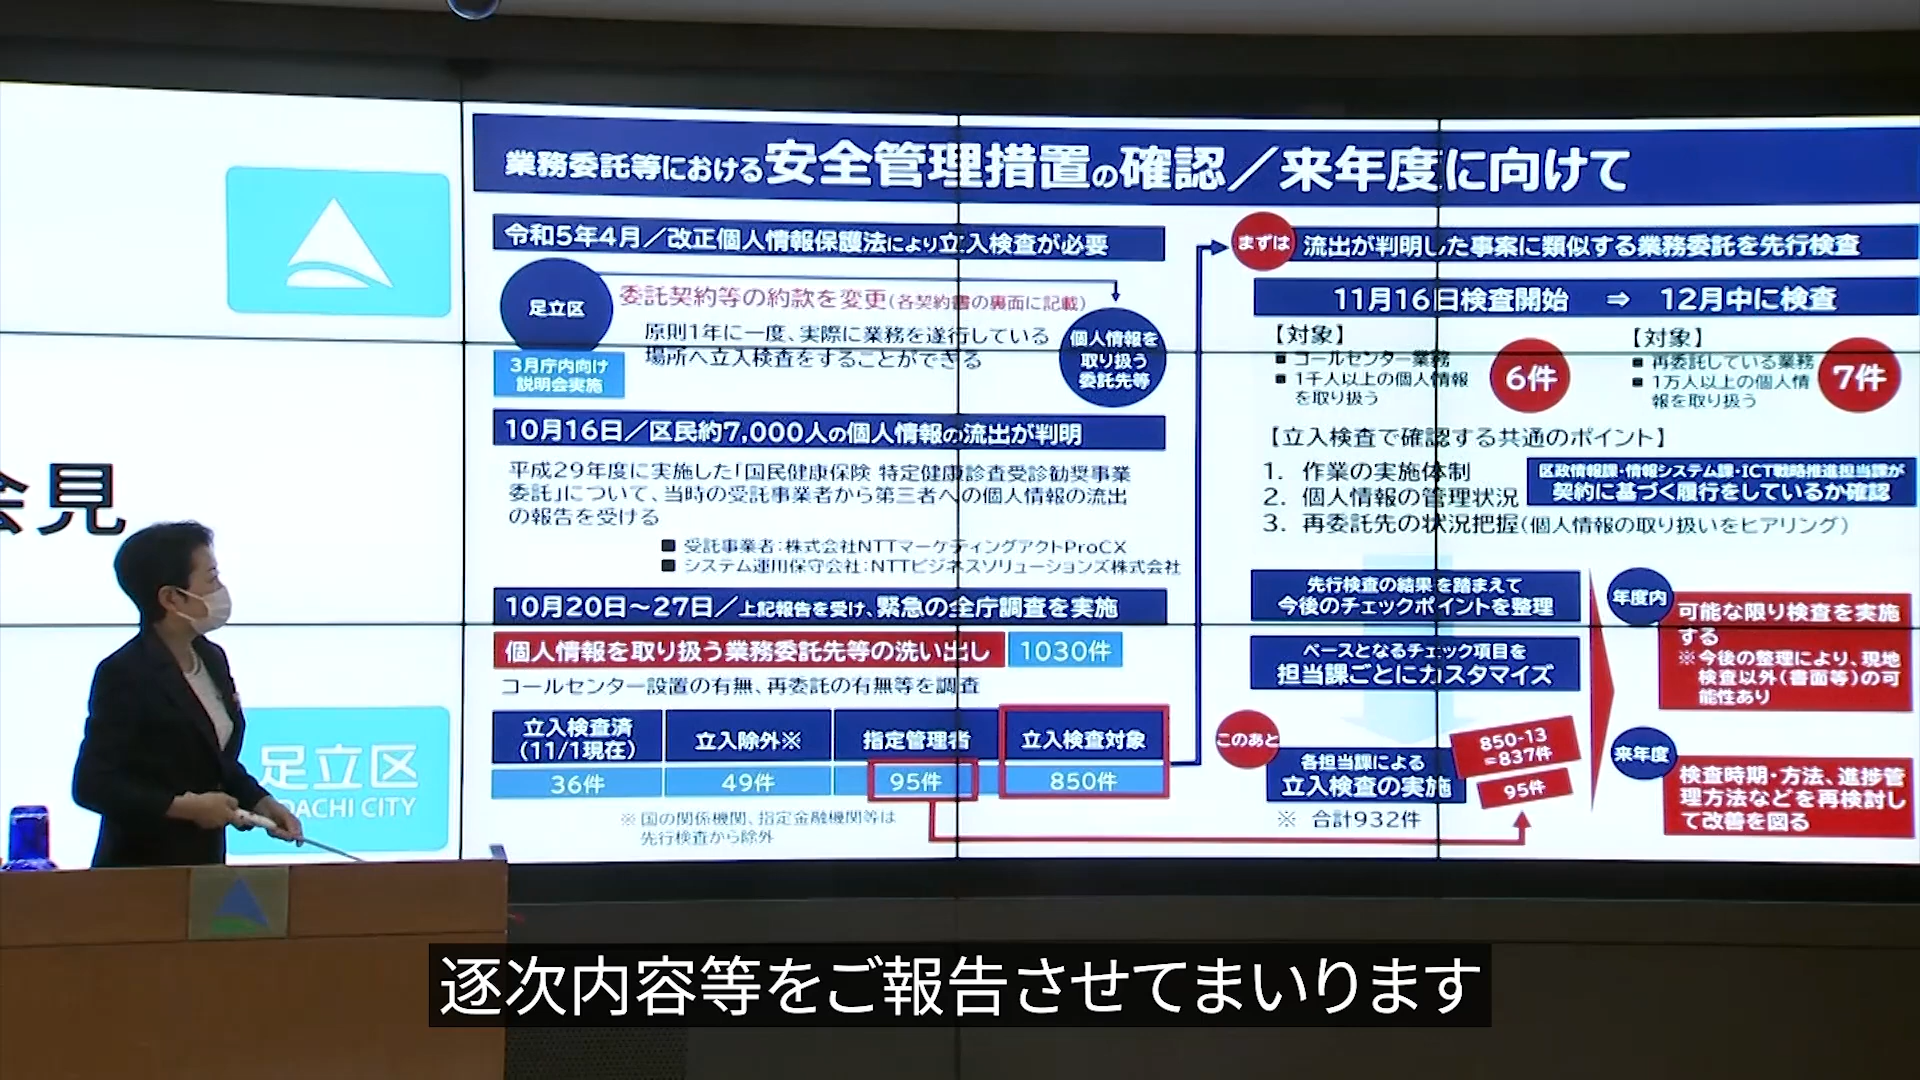 会見
足立区
ADACHI CITY
業務委託等における安全管理措置の確認／来年度に向けて
令和5年4月／改正個人情報保護法により立入検査が必要
足立区
委託契約等の約款を変更(各契約書の裏面に記載)
原則1年に一度、実際に業務を遂行している
場所へ立入検査をすることができる
3月庁内向け
説明会実施
個人情報を
取り扱う
委託先等
10月16日／区民約7,000人の個人情報の流出が判明
平成29年度に実施した「国民健康保険 特定健康診査受診勧奨事業
委託」について、当時の受託事業者から第三者への個人情報の流出
の報告を受ける
■ 受託事業者：株式会社NTTマーケティングアクトProCX
■ システム運用保守会社：NTTビジネスソリューションズ株式会社
10月20日～27日／上記報告を受け、緊急の全庁調査を実施
個人情報を取り扱う業務委託先等の洗い出し 1030件
コールセンター設置の有無、再委託の有無等を調査
立入検査済
(11/1現在)
立入除外※
指定管理者
立入検査対象
36件
49件
95件
850件
※ 国の関係機関、指定金融機関等は
先行検査から除外
まずは
流出が判明した事案に類似する業務委託を先行検査
11月16日検査開始 ⇒ 12月中に検査
【対象】
■ コールセンター業務
■ 1千人以上の個人情報
を取り扱う
6件
【対象】
■ 再委託している業務
■ 1万人以上の個人情
報を取り扱う
7件
【立入検査で確認する共通のポイント】
1. 作業の実施体制
2. 個人情報の管理状況
3. 再委託先の状況把握(個人情報の取り扱いをヒアリング)
区政情報課・情報システム課・ICT戦略推進担当課が
契約に基づく履行をしているか確認
先行検査の結果を踏まえて
今後のチェックポイントを整理
ベースとなるチェック項目を
担当課ごとにカスタマイズ
このあと
各担当課による
立入検査の実施
※ 合計932件
850-13
=837件
95件
年度内
可能な限り検査を実施
する
※今後の整理により、現地
検査以外(書面等)の可
能性あり
来年度
検査時期・方法、進捗管
理方法などを再検討し
て改善を図る
逐次内容等をご報告させてまいります